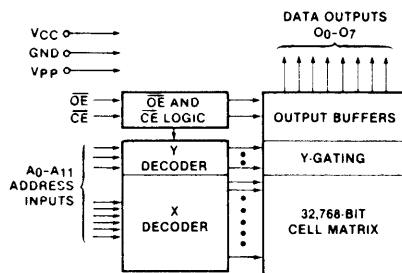 DATA OUTPUTS
O0-O7
VCC
GND
VPP
OE
CE
OE AND
CE LOGIC
OUTPUT BUFFERS
Y
DECODER
Y-GATING
A0-A11
ADDRESS
INPUTS
X
DECODER
32,768-BIT
CELL MATRIX